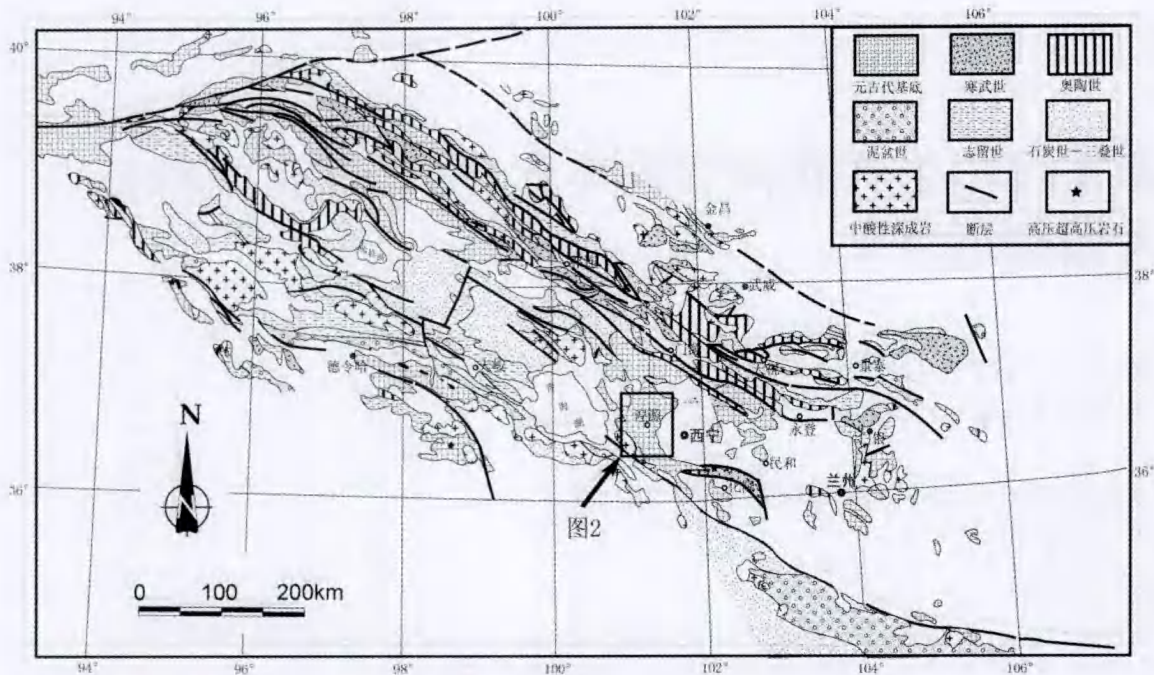 94° 96° 98° 100° 102° 104° 106°
40° 40°
38° 38°
36° 36°
元古代基底 寒武世 奥陶世
泥盆世 志留世 石炭世－三叠世
中酸性深成岩 断层 高压超高压岩石
金昌
武威
门源
景泰
德令哈
湟源
西宁
永登
民和
兰州
图2
N
0 100 200km
94° 96° 98° 100° 102° 104° 106°